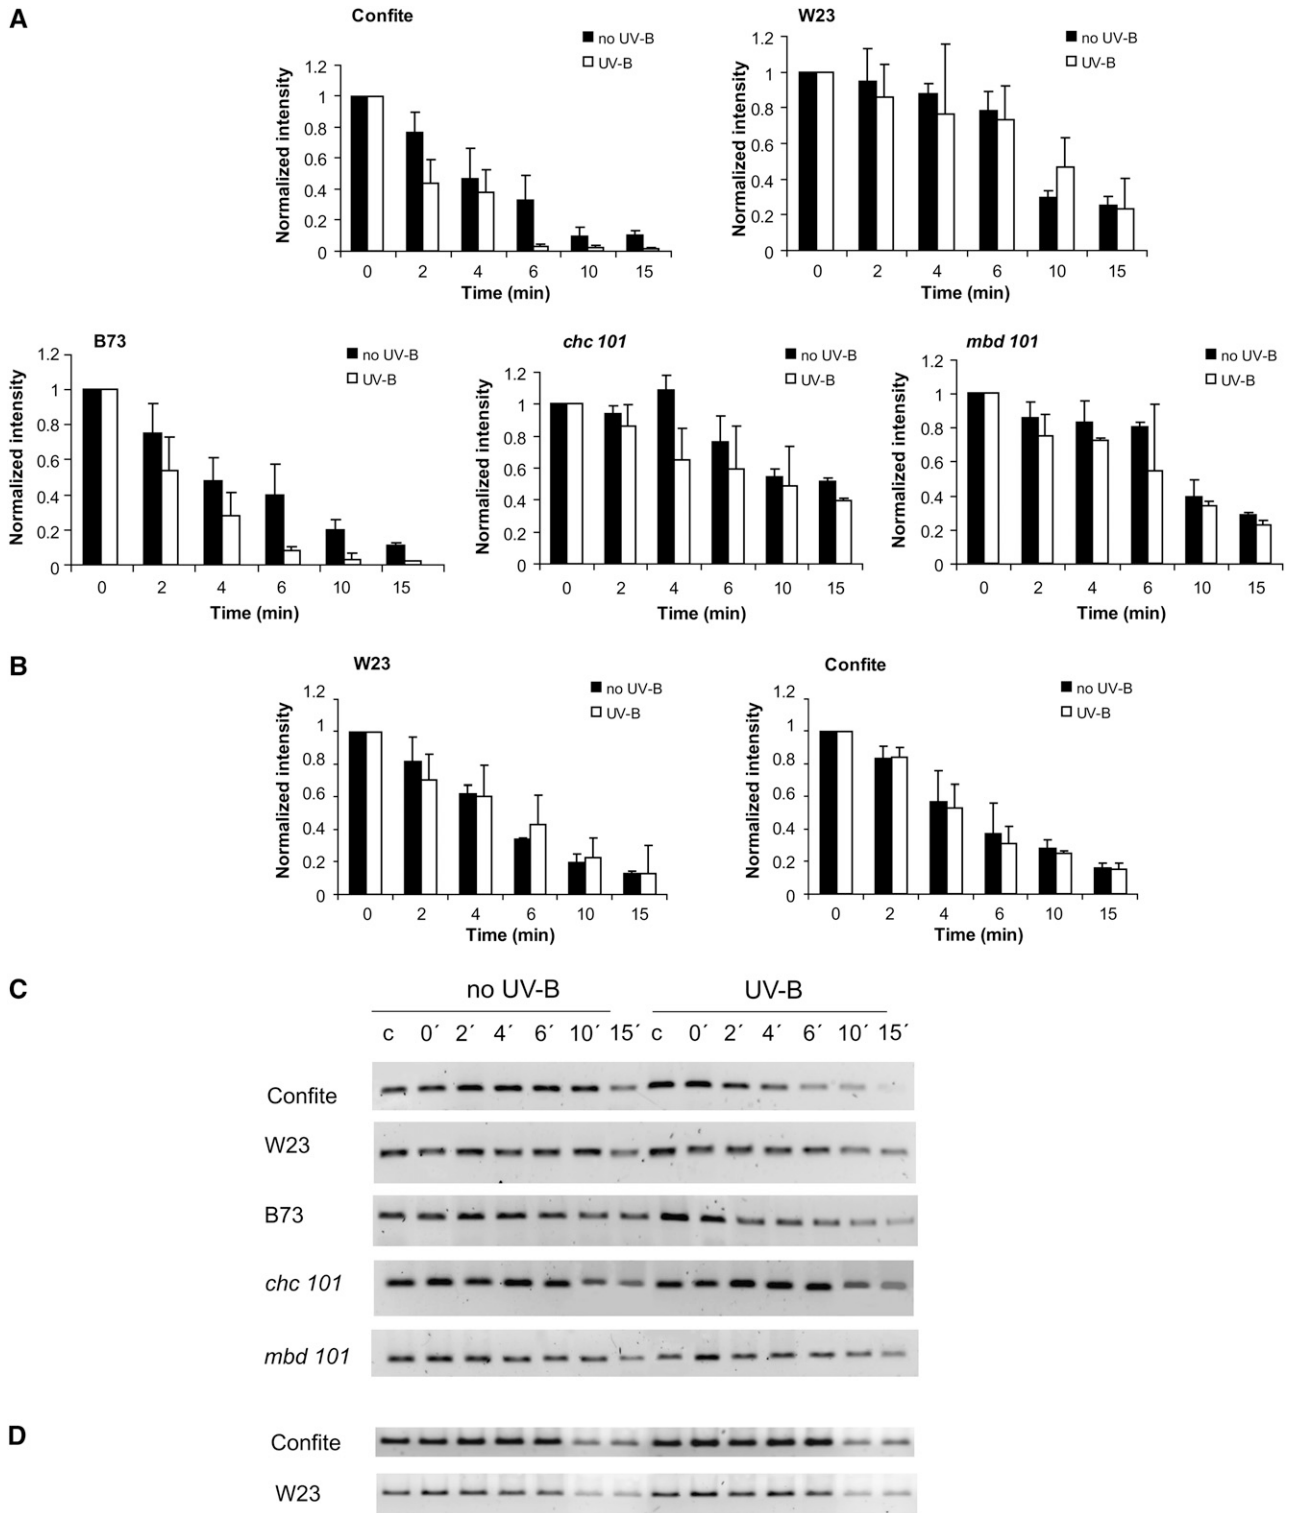 A
Confite
no UV-B
UV-B
Normalized intensity
1.2
1
0.8
0.6
0.4
0.2
0
0 2 4 6 10 15
Time (min)
W23
no UV-B
UV-B
Normalized intensity
1.2
1
0.8
0.6
0.4
0.2
0
0 2 4 6 10 15
Time (min)
B73
no UV-B
UV-B
Normalized intensity
1.2
1
0.8
0.6
0.4
0.2
0
0 2 4 6 10 15
Time (min)
chc 101
no UV-B
UV-B
Normalized intensity
1.2
1
0.8
0.6
0.4
0.2
0
0 2 4 6 10 15
Time (min)
mbd 101
no UV-B
UV-B
Normalized intensity
1.2
1
0.8
0.6
0.4
0.2
0
0 2 4 6 10 15
Time (min)
B
W23
no UV-B
UV-B
Normalized intensity
1.2
1
0.8
0.6
0.4
0.2
0
0 2 4 6 10 15
Time (min)
Confite
no UV-B
UV-B
Normalized intensity
1.2
1
0.8
0.6
0.4
0.2
0
0 2 4 6 10 15
Time (min)
C
no UV-B UV-B
c 0´ 2´ 4´ 6´ 10´ 15´ c 0´ 2´ 4´ 6´ 10´ 15´
Confite
W23
B73
chc 101
mbd 101
D
Confite
W23